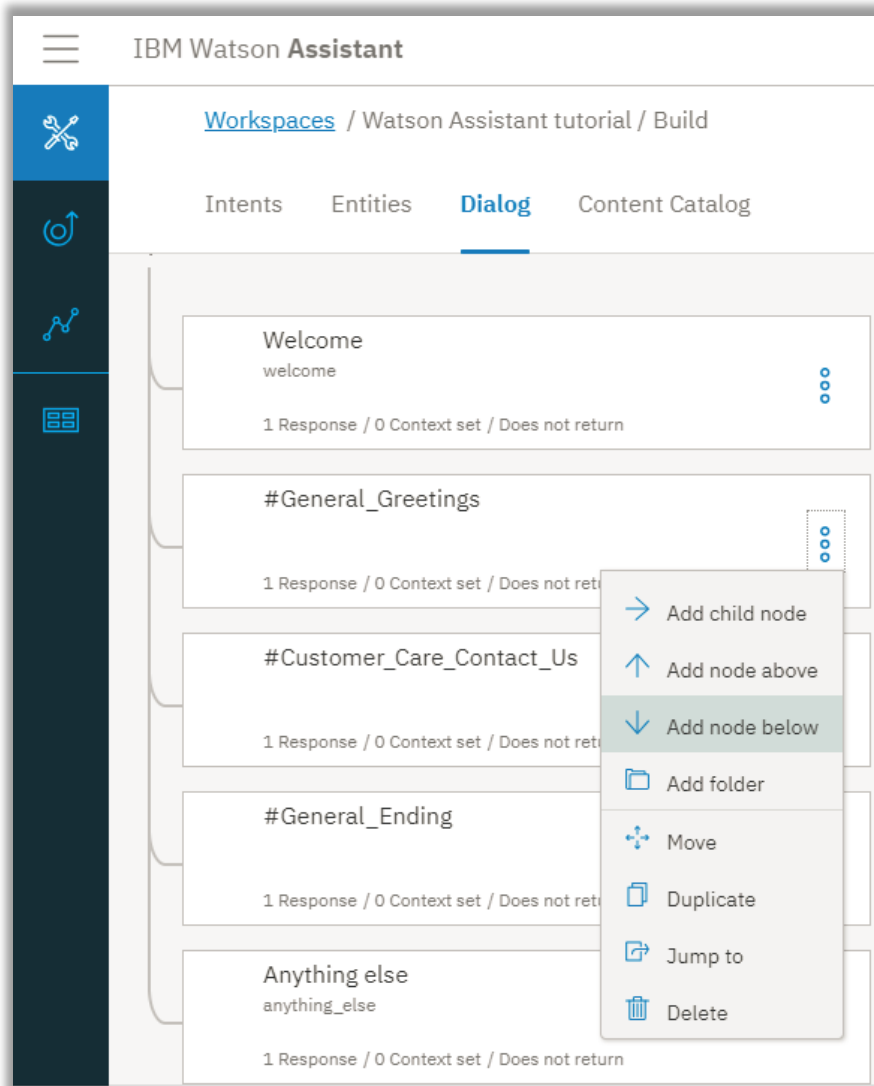 IBM Watson Assistant
Workspaces / Watson Assistant tutorial / Build
Intents Entities Dialog Content Catalog
Welcome
welcome
1 Response / 0 Context set / Does not return
#General_Greetings
1 Response / 0 Context set / Does not retu
Add child node
Add node above
Add node below
Add folder
Move
Duplicate
Jump to
Delete
#Customer_Care_Contact_Us
1 Response / 0 Context set / Does not retu
#General_Ending
1 Response / 0 Context set / Does not retu
Anything else
anything_else
1 Response / 0 Context set / Does not return